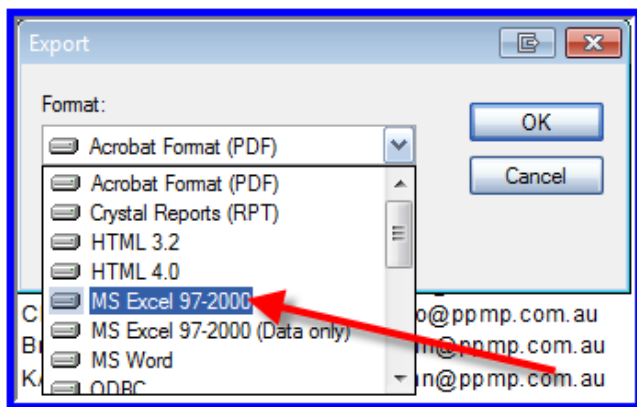 Export
Format:
Acrobat Format (PDF)
OK
Cancel
Acrobat Format (PDF)
Crystal Reports (RPT)
HTML 3.2
HTML 4.0
MS Excel 97-2000
MS Excel 97-2000 (Data only)
MS Word
ODBC
C o@ppmp.com.au
B @ppmp.com.au
K/ n@ppmp.com.au